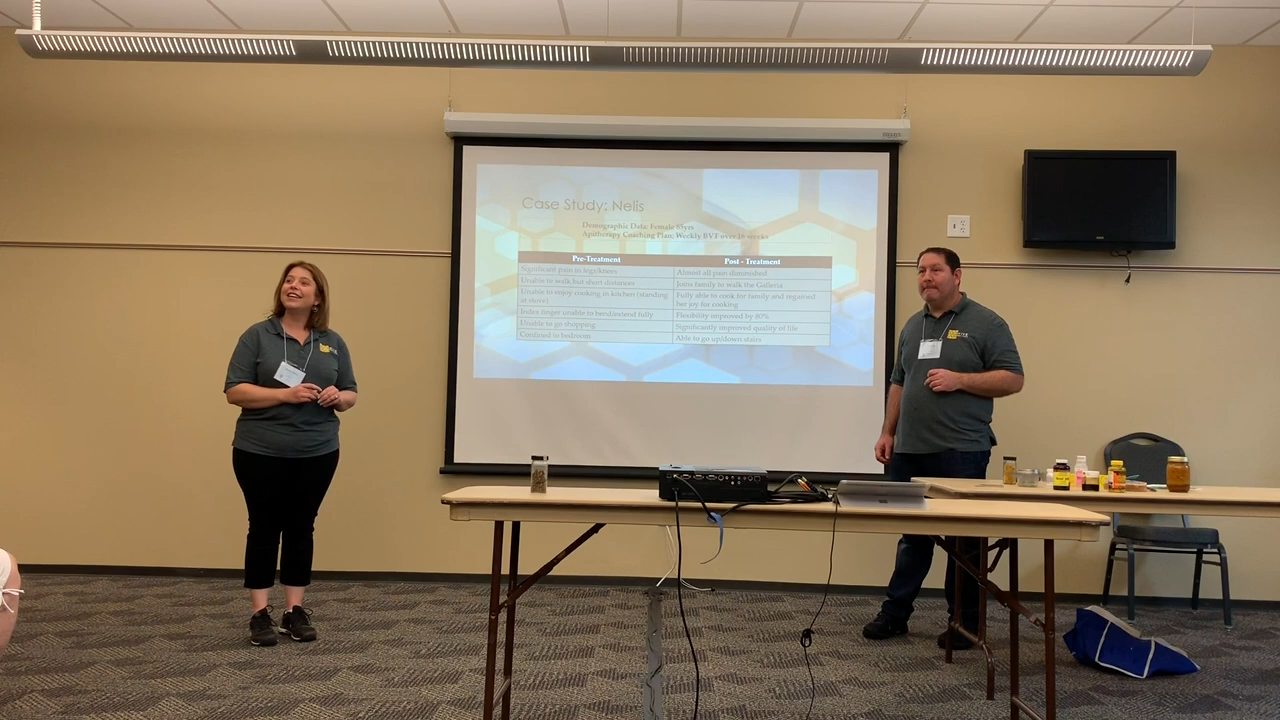 Case Study: Nelis
Demographic Data: Female 85yrs
Apitherapy Coaching Plan: Weekly BVT over 16 weeks
Pre-Treatment
Post - Treatment
Significant pain in legs/knees
Almost all pain diminished
Unable to walk but short distances
Joins family to walk the Galleria
Unable to enjoy cooking in kitchen (standing at stove)
Fully able to cook for family and regained her joy for cooking
Index finger unable to bend/extend fully
Flexibility improved by 80%
Unable to go shopping
Significantly improved quality of life
Confined to bedroom
Able to go up/down stairs